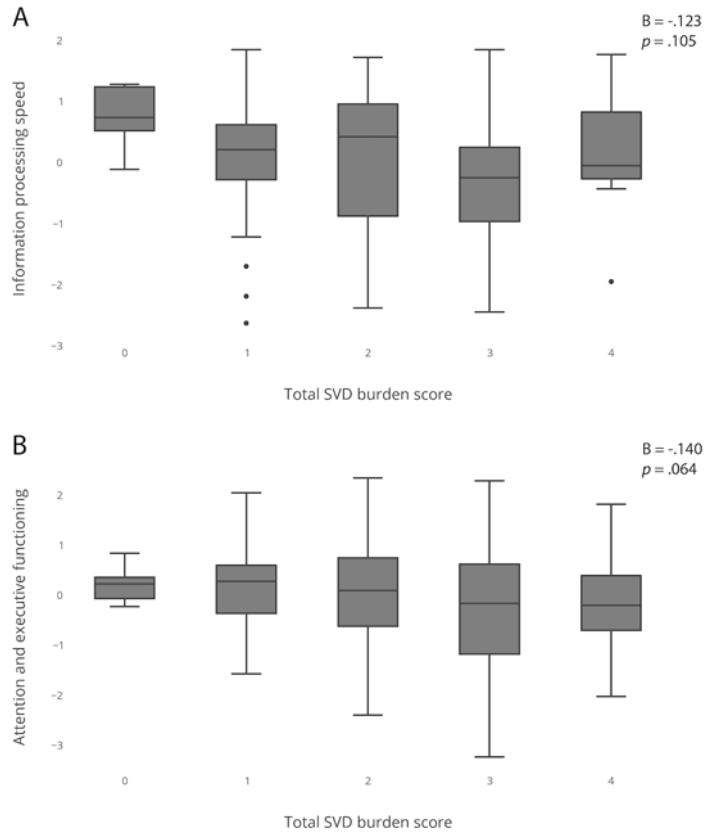 A
B = -.123
p = .105
Information processing speed
2
1
0
−1
−2
−3
0 1 2 3 4
Total SVD burden score
B
B = -.140
p = .064
Attention and executive functioning
2
1
0
−1
−2
−3
0 1 2 3 4
Total SVD burden score